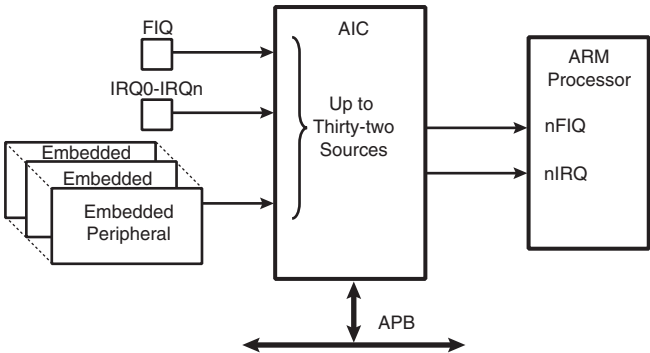 FIQ
IRQ0-IRQn
Embedded
Embedded
Embedded
Peripheral
AIC
Up to
Thirty-two
Sources
ARM
Processor
nFIQ
nIRQ
APB